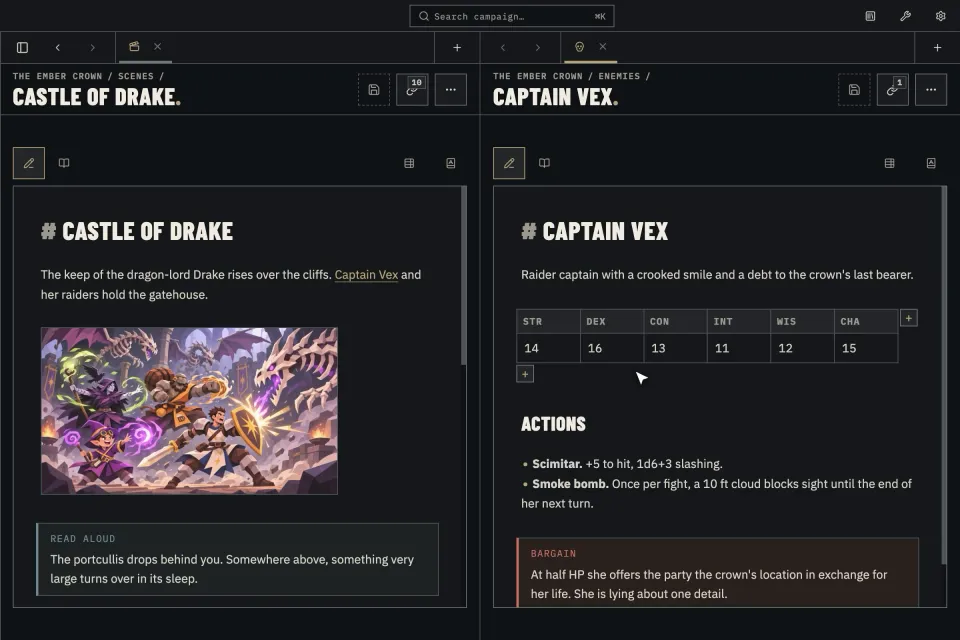 Search campaign… ⌘K
THE EMBER CROWN / SCENES /
CASTLE OF DRAKE.
10
# CASTLE OF DRAKE
The keep of the dragon-lord Drake rises over the cliffs. Captain Vex and
her raiders hold the gatehouse.
READ ALOUD
The portcullis drops behind you. Somewhere above, something very
large turns over in its sleep.
THE EMBER CROWN / ENEMIES /
CAPTAIN VEX.
1
# CAPTAIN VEX
Raider captain with a crooked smile and a debt to the crown's last bearer.
STR DEX CON INT WIS CHA
14 16 13 11 12 15
ACTIONS
• Scimitar. +5 to hit, 1d6+3 slashing.
• Smoke bomb. Once per fight, a 10 ft cloud blocks sight until the end of
her next turn.
BARGAIN
At half HP she offers the party the crown's location in exchange for
her life. She is lying about one detail.